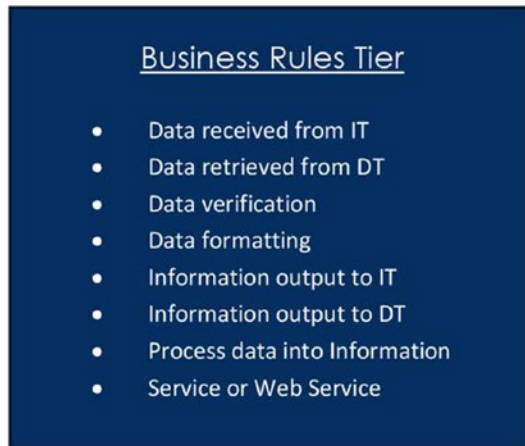 Business Rules Tier
• Data received from IT
• Data retrieved from DT
• Data verification
• Data formatting
• Information output to IT
• Information output to DT
• Process data into Information
• Service or Web Service